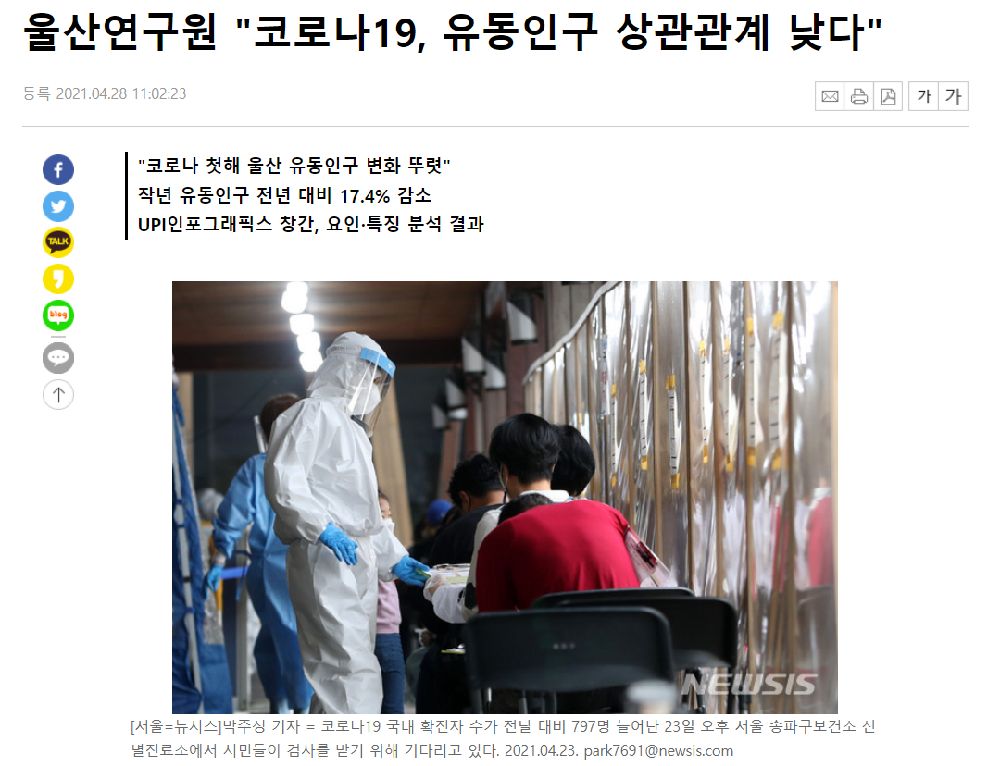 울산연구원 "코로나19, 유동인구 상관관계 낮다"
등록 2021.04.28 11:02:23
가 가
"코로나 첫해 울산 유동인구 변화 뚜렷"
작년 유동인구 전년 대비 17.4% 감소
UPI인포그래픽스 창간, 요인·특징 분석 결과
f
TALK
blog
NEWSIS
[서울=뉴시스]박주성 기자 = 코로나19 국내 확진자 수가 전날 대비 797명 늘어난 23일 오후 서울 송파구보건소 선
별진료소에서 시민들이 검사를 받기 위해 기다리고 있다. 2021.04.23. park7691@newsis.com